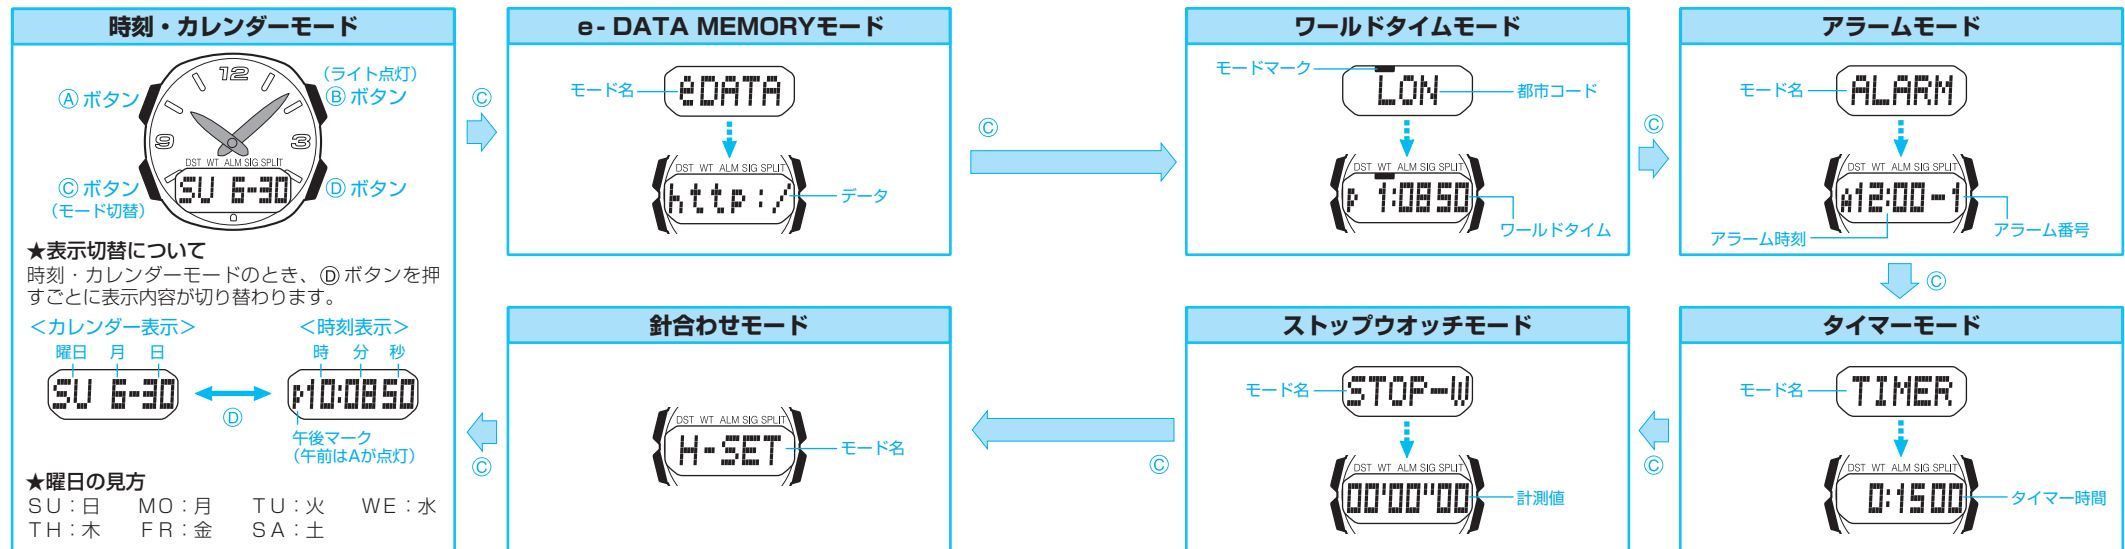 時刻・カレンダーモード
Ⓐ ボタン
(ライト点灯)
Ⓑ ボタン
12
9
3
DST WT ALM SIG SPLIT
SU 6-30
Ⓒ ボタン
(モード切替)
Ⓓ ボタン
★表示切替について
時刻・カレンダーモードのとき、Ⓓ ボタンを押
すごとに表示内容が切り替わります。
＜カレンダー表示＞ ＜時刻表示＞
曜日 月 日 時 分 秒
SU 6-30
Ⓓ
P10:08 50
午後マーク
(午前はAが点灯)
★曜日の見方
SU：日 MO：月 TU：火 WE：水
TH：木 FR：金 SA：土
Ⓒ
e- DATA MEMORYモード
モード名
eDATA
DST WT ALM SIG SPLIT
http:/
データ
Ⓒ
ワールドタイムモード
モードマーク
LON
都市コード
DST WT ALM SIG SPLIT
P 1:08 50
ワールドタイム
Ⓒ
アラームモード
モード名
ALARM
DST WT ALM SIG SPLIT
A12:00-1
アラーム時刻
アラーム番号
Ⓒ
タイマーモード
モード名
TIMER
DST WT ALM SIG SPLIT
0:15 00
タイマー時間
Ⓒ
ストップウオッチモード
モード名
STOP-W
DST WT ALM SIG SPLIT
00'00"00
計測値
Ⓒ
針合わせモード
DST WT ALM SIG SPLIT
H-SET
モード名
Ⓒ